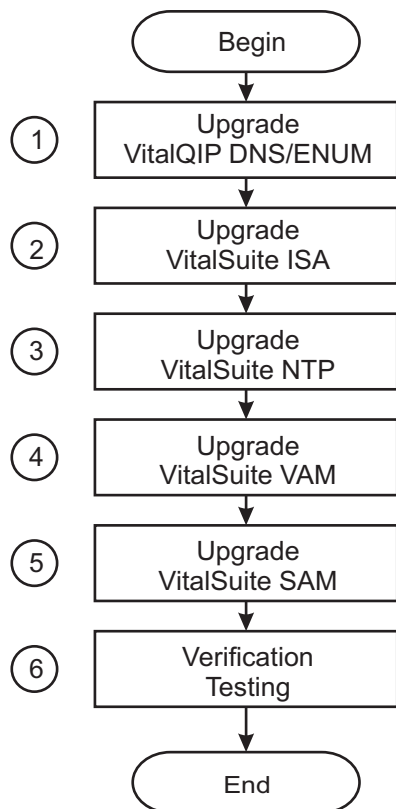 Begin
1
Upgrade
VitalQIP DNS/ENUM
2
Upgrade
VitalSuite ISA
3
Upgrade
VitalSuite NTP
4
Upgrade
VitalSuite VAM
5
Upgrade
VitalSuite SAM
6
Verification
Testing
End